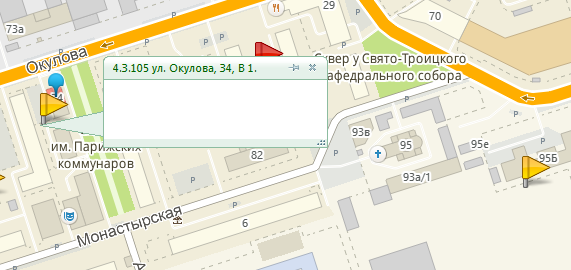 73а
29
70
Окулова
4.3.105 ул. Окулова, 34, В 1.
Сквер у Свято-Троицкого
кафедрального собора
им. Парижских
коммунаров
82
93в
95
93а/1
95е
95Б
Монастырская
6
P
P
P
P
P
P
P
P